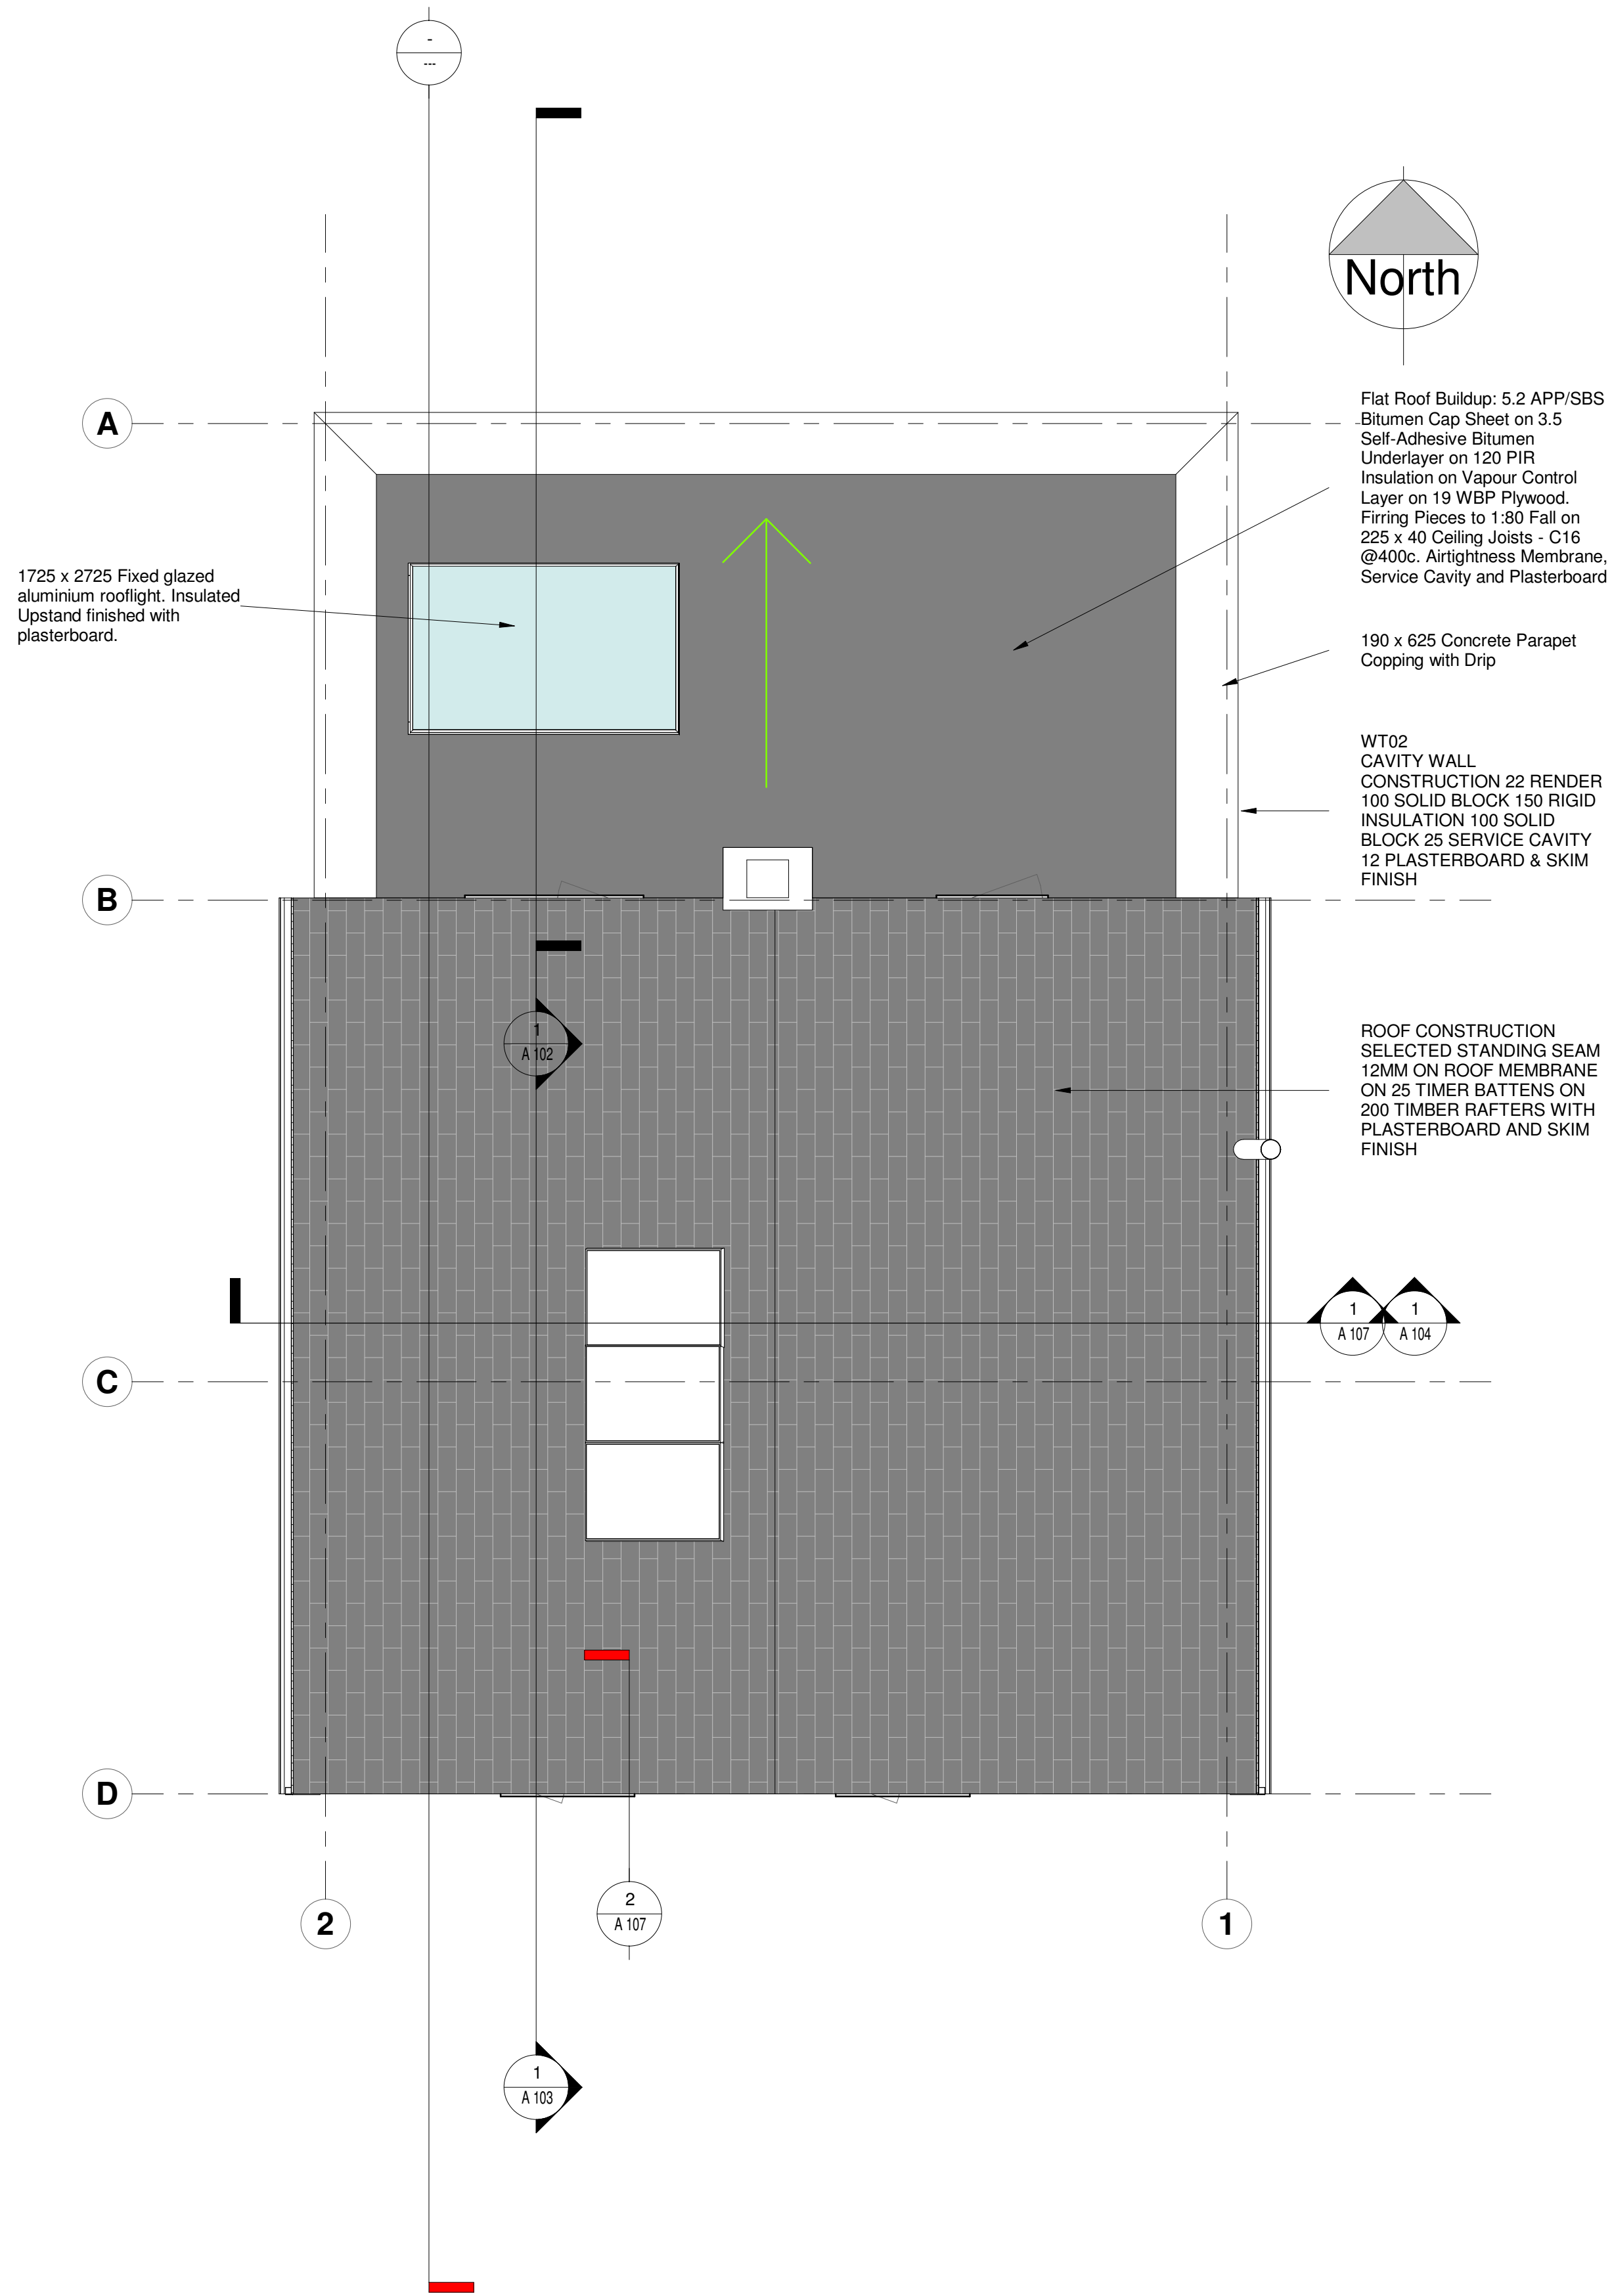 -
---
North
A
Flat Roof Buildup: 5.2 APP/SBS
Bitumen Cap Sheet on 3.5
Self-Adhesive Bitumen
Underlayer on 120 PIR
Insulation on Vapour Control
Layer on 19 WBP Plywood.
Firring Pieces to 1:80 Fall on
225 x 40 Ceiling Joists - C16
@400c. Airtightness Membrane,
Service Cavity and Plasterboard
1725 x 2725 Fixed glazed
aluminium rooflight. Insulated
Upstand finished with
plasterboard.
190 x 625 Concrete Parapet
Copping with Drip
WT02
CAVITY WALL
CONSTRUCTION 22 RENDER
100 SOLID BLOCK 150 RIGID
INSULATION 100 SOLID
BLOCK 25 SERVICE CAVITY
12 PLASTERBOARD & SKIM
FINISH
B
1
A 102
ROOF CONSTRUCTION
SELECTED STANDING SEAM
12MM ON ROOF MEMBRANE
ON 25 TIMER BATTENS ON
200 TIMBER RAFTERS WITH
PLASTERBOARD AND SKIM
FINISH
1
A 107
1
A 104
C
D
2
A 107
2
1
1
A 103